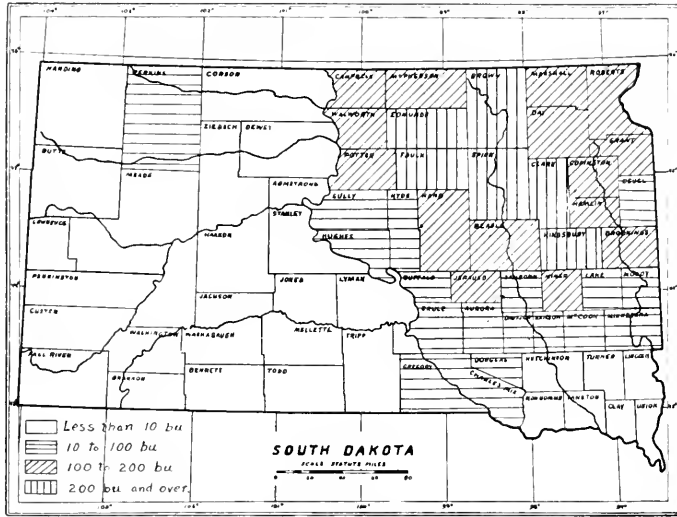 HARDING
PERKINS
CORSON
CAMPBELL
McPHERSON
BROWN
MARSHALL
ROBERTS
WALWORTH
EDMUNDS
DAY
ZIEBACH
DEWEY
GRANT
BUTTE
POTTER
FAULK
SPINK
CLARK
CODINGTON
MEADE
ARMSTRONG
DEUEL
SULLY
HYDE
HAND
HAMLIN
LAWRENCE
STANLEY
HAAKON
HUGHES
BEADLE
KINGSBURY
BROOKINGS
PENNINGTON
JONES
LYMAN
BUFFALO
JERAULD
SANBORN
MINER
LAKE
MOODY
JACKSON
CUSTER
BRULE
AURORA
DAVISON
HANSON
McCOOK
MINNEHAHA
WASHINGTON
WASHABAUGH
MELLETTE
TRIPP
FALL RIVER
SHANNON
BENNETT
TODD
GREGORY
DOUGLAS
CHARLES MIX
HUTCHINSON
TURNER
LINCOLN
BON HOMME
YANKTON
CLAY
UNION
Less than 10 bu
10 to 100 bu
100 to 200 bu
200 bu and over.
SOUTH DAKOTA
SCALE STATUTE MILES